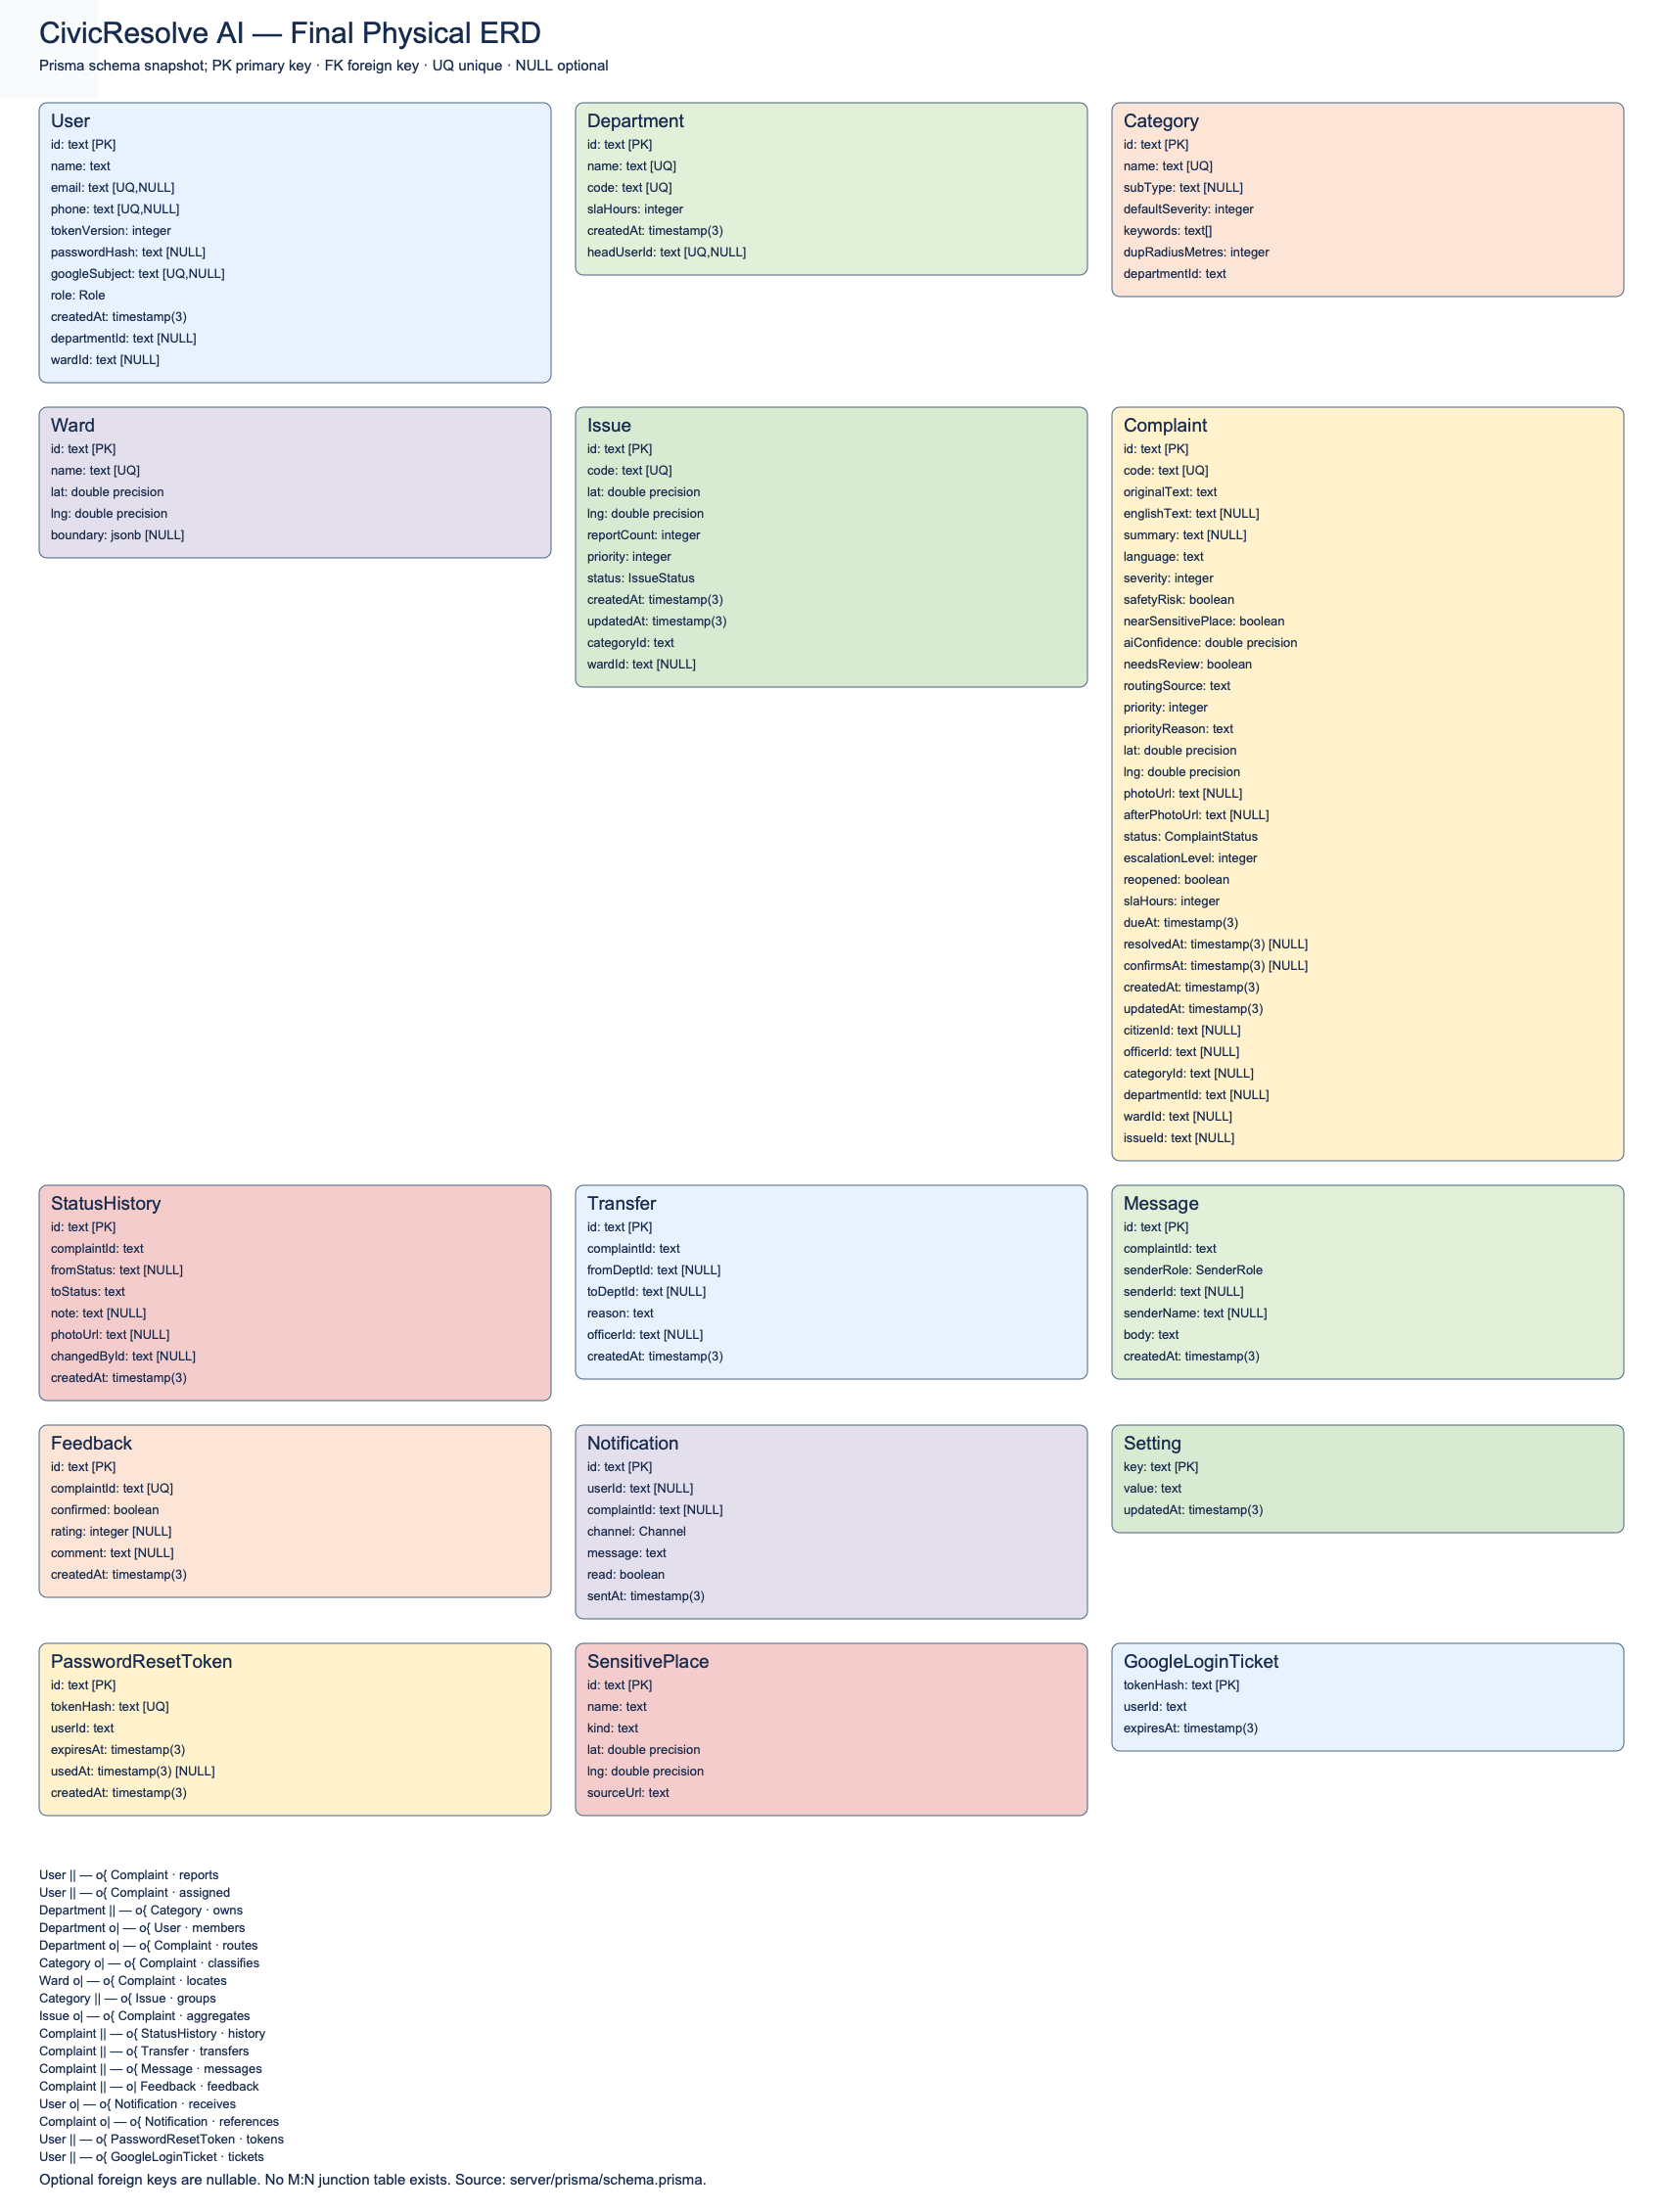 CivicResolve AI — Final Physical ERD
Prisma schema snapshot; PK primary key · FK foreign key · UQ unique · NULL optional
User
id: text [PK]
name: text
email: text [UQ,NULL]
phone: text [UQ,NULL]
tokenVersion: integer
passwordHash: text [NULL]
googleSubject: text [UQ,NULL]
role: Role
createdAt: timestamp(3)
departmentId: text [NULL]
wardId: text [NULL]
Department
id: text [PK]
name: text [UQ]
code: text [UQ]
slaHours: integer
createdAt: timestamp(3)
headUserId: text [UQ,NULL]
Category
id: text [PK]
name: text [UQ]
subType: text [NULL]
defaultSeverity: integer
keywords: text[]
dupRadiusMetres: integer
departmentId: text
Ward
id: text [PK]
name: text [UQ]
lat: double precision
lng: double precision
boundary: jsonb [NULL]
Issue
id: text [PK]
code: text [UQ]
lat: double precision
lng: double precision
reportCount: integer
priority: integer
status: IssueStatus
createdAt: timestamp(3)
updatedAt: timestamp(3)
categoryId: text
wardId: text [NULL]
Complaint
id: text [PK]
code: text [UQ]
originalText: text
englishText: text [NULL]
summary: text [NULL]
language: text
severity: integer
safetyRisk: boolean
nearSensitivePlace: boolean
aiConfidence: double precision
needsReview: boolean
routingSource: text
priority: integer
priorityReason: text
lat: double precision
lng: double precision
photoUrl: text [NULL]
afterPhotoUrl: text [NULL]
status: ComplaintStatus
escalationLevel: integer
reopened: boolean
slaHours: integer
dueAt: timestamp(3)
resolvedAt: timestamp(3) [NULL]
confirmsAt: timestamp(3) [NULL]
createdAt: timestamp(3)
updatedAt: timestamp(3)
citizenId: text [NULL]
officerId: text [NULL]
categoryId: text [NULL]
departmentId: text [NULL]
wardId: text [NULL]
issueId: text [NULL]
StatusHistory
id: text [PK]
complaintId: text
fromStatus: text [NULL]
toStatus: text
note: text [NULL]
photoUrl: text [NULL]
changedById: text [NULL]
createdAt: timestamp(3)
Transfer
id: text [PK]
complaintId: text
fromDeptId: text [NULL]
toDeptId: text [NULL]
reason: text
officerId: text [NULL]
createdAt: timestamp(3)
Message
id: text [PK]
complaintId: text
senderRole: SenderRole
senderId: text [NULL]
senderName: text [NULL]
body: text
createdAt: timestamp(3)
Feedback
id: text [PK]
complaintId: text [UQ]
confirmed: boolean
rating: integer [NULL]
comment: text [NULL]
createdAt: timestamp(3)
Notification
id: text [PK]
userId: text [NULL]
complaintId: text [NULL]
channel: Channel
message: text
read: boolean
sentAt: timestamp(3)
Setting
key: text [PK]
value: text
updatedAt: timestamp(3)
PasswordResetToken
id: text [PK]
tokenHash: text [UQ]
userId: text
expiresAt: timestamp(3)
usedAt: timestamp(3) [NULL]
createdAt: timestamp(3)
SensitivePlace
id: text [PK]
name: text
kind: text
lat: double precision
lng: double precision
sourceUrl: text
GoogleLoginTicket
tokenHash: text [PK]
userId: text
expiresAt: timestamp(3)
User || — o{ Complaint · reports
User || — o{ Complaint · assigned
Department || — o{ Category · owns
Department o| — o{ User · members
Department o| — o{ Complaint · routes
Category o| — o{ Complaint · classifies
Ward o| — o{ Complaint · locates
Category || — o{ Issue · groups
Issue o| — o{ Complaint · aggregates
Complaint || — o{ StatusHistory · history
Complaint || — o{ Transfer · transfers
Complaint || — o{ Message · messages
Complaint || — o| Feedback · feedback
User o| — o{ Notification · receives
Complaint o| — o{ Notification · references
User || — o{ PasswordResetToken · tokens
User || — o{ GoogleLoginTicket · tickets
Optional foreign keys are nullable. No M:N junction table exists. Source: server/prisma/schema.prisma.